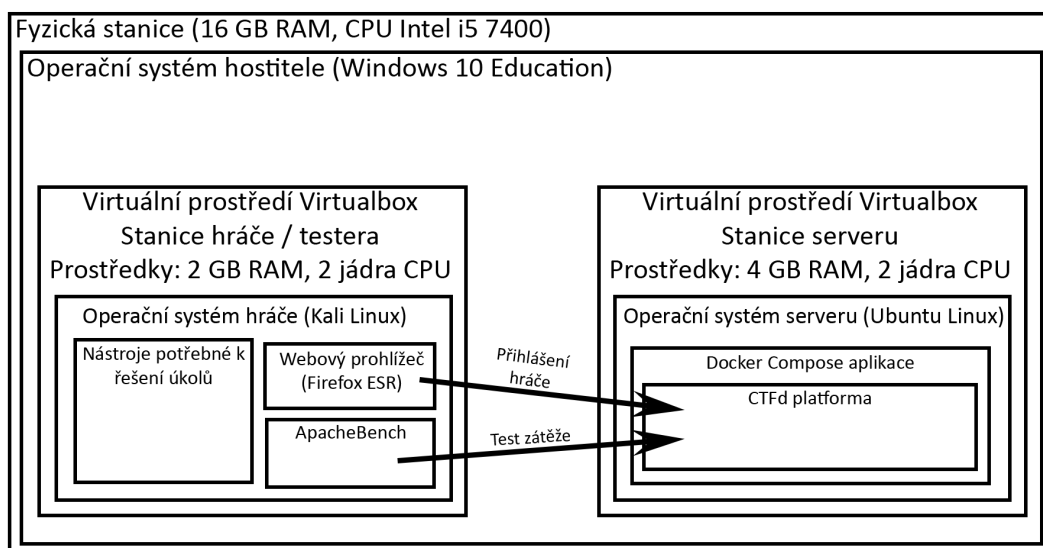 Fyzická stanice (16 GB RAM, CPU Intel i5 7400)
Operační systém hostitele (Windows 10 Education)
Virtuální prostředí Virtualbox
Stanice hráče / testera
Prostředky: 2 GB RAM, 2 jádra CPU
Operační systém hráče (Kali Linux)
Nástroje potřebné k
řešení úkolů
Webový prohlížeč
(Firefox ESR)
ApacheBench
Přihlášení
hráče
Test zátěže
Virtuální prostředí Virtualbox
Stanice serveru
Prostředky: 4 GB RAM, 2 jádra CPU
Operační systém serveru (Ubuntu Linux)
Docker Compose aplikace
CTFd platforma